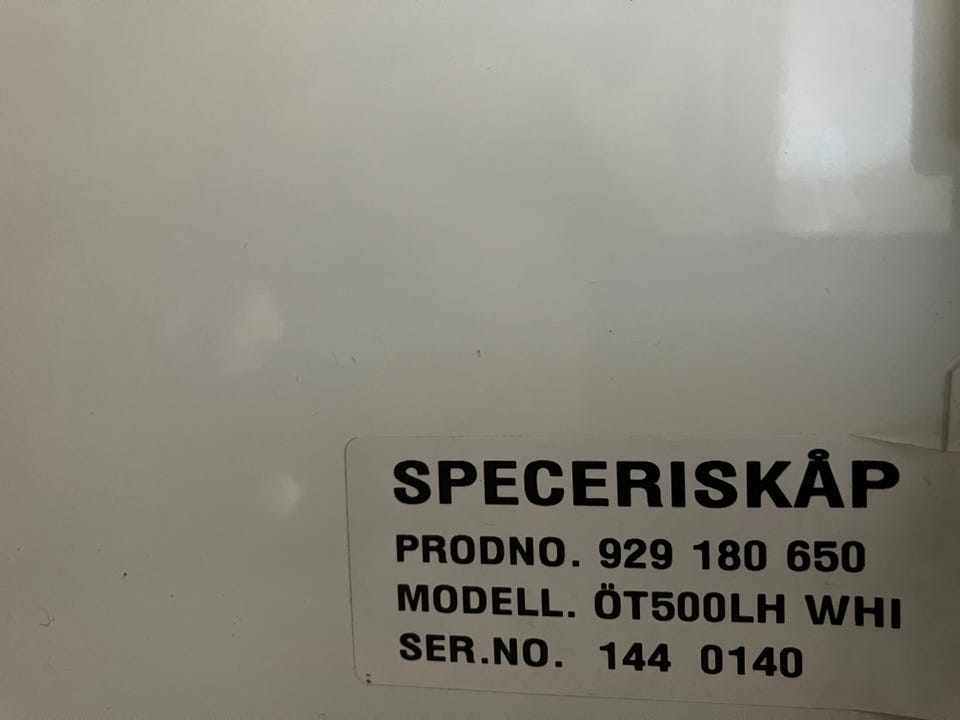 SPECERISKÅP
PRODNO. 929 180 650
MODELL. ÖT500LH WHI
SER.NO. 144 0140